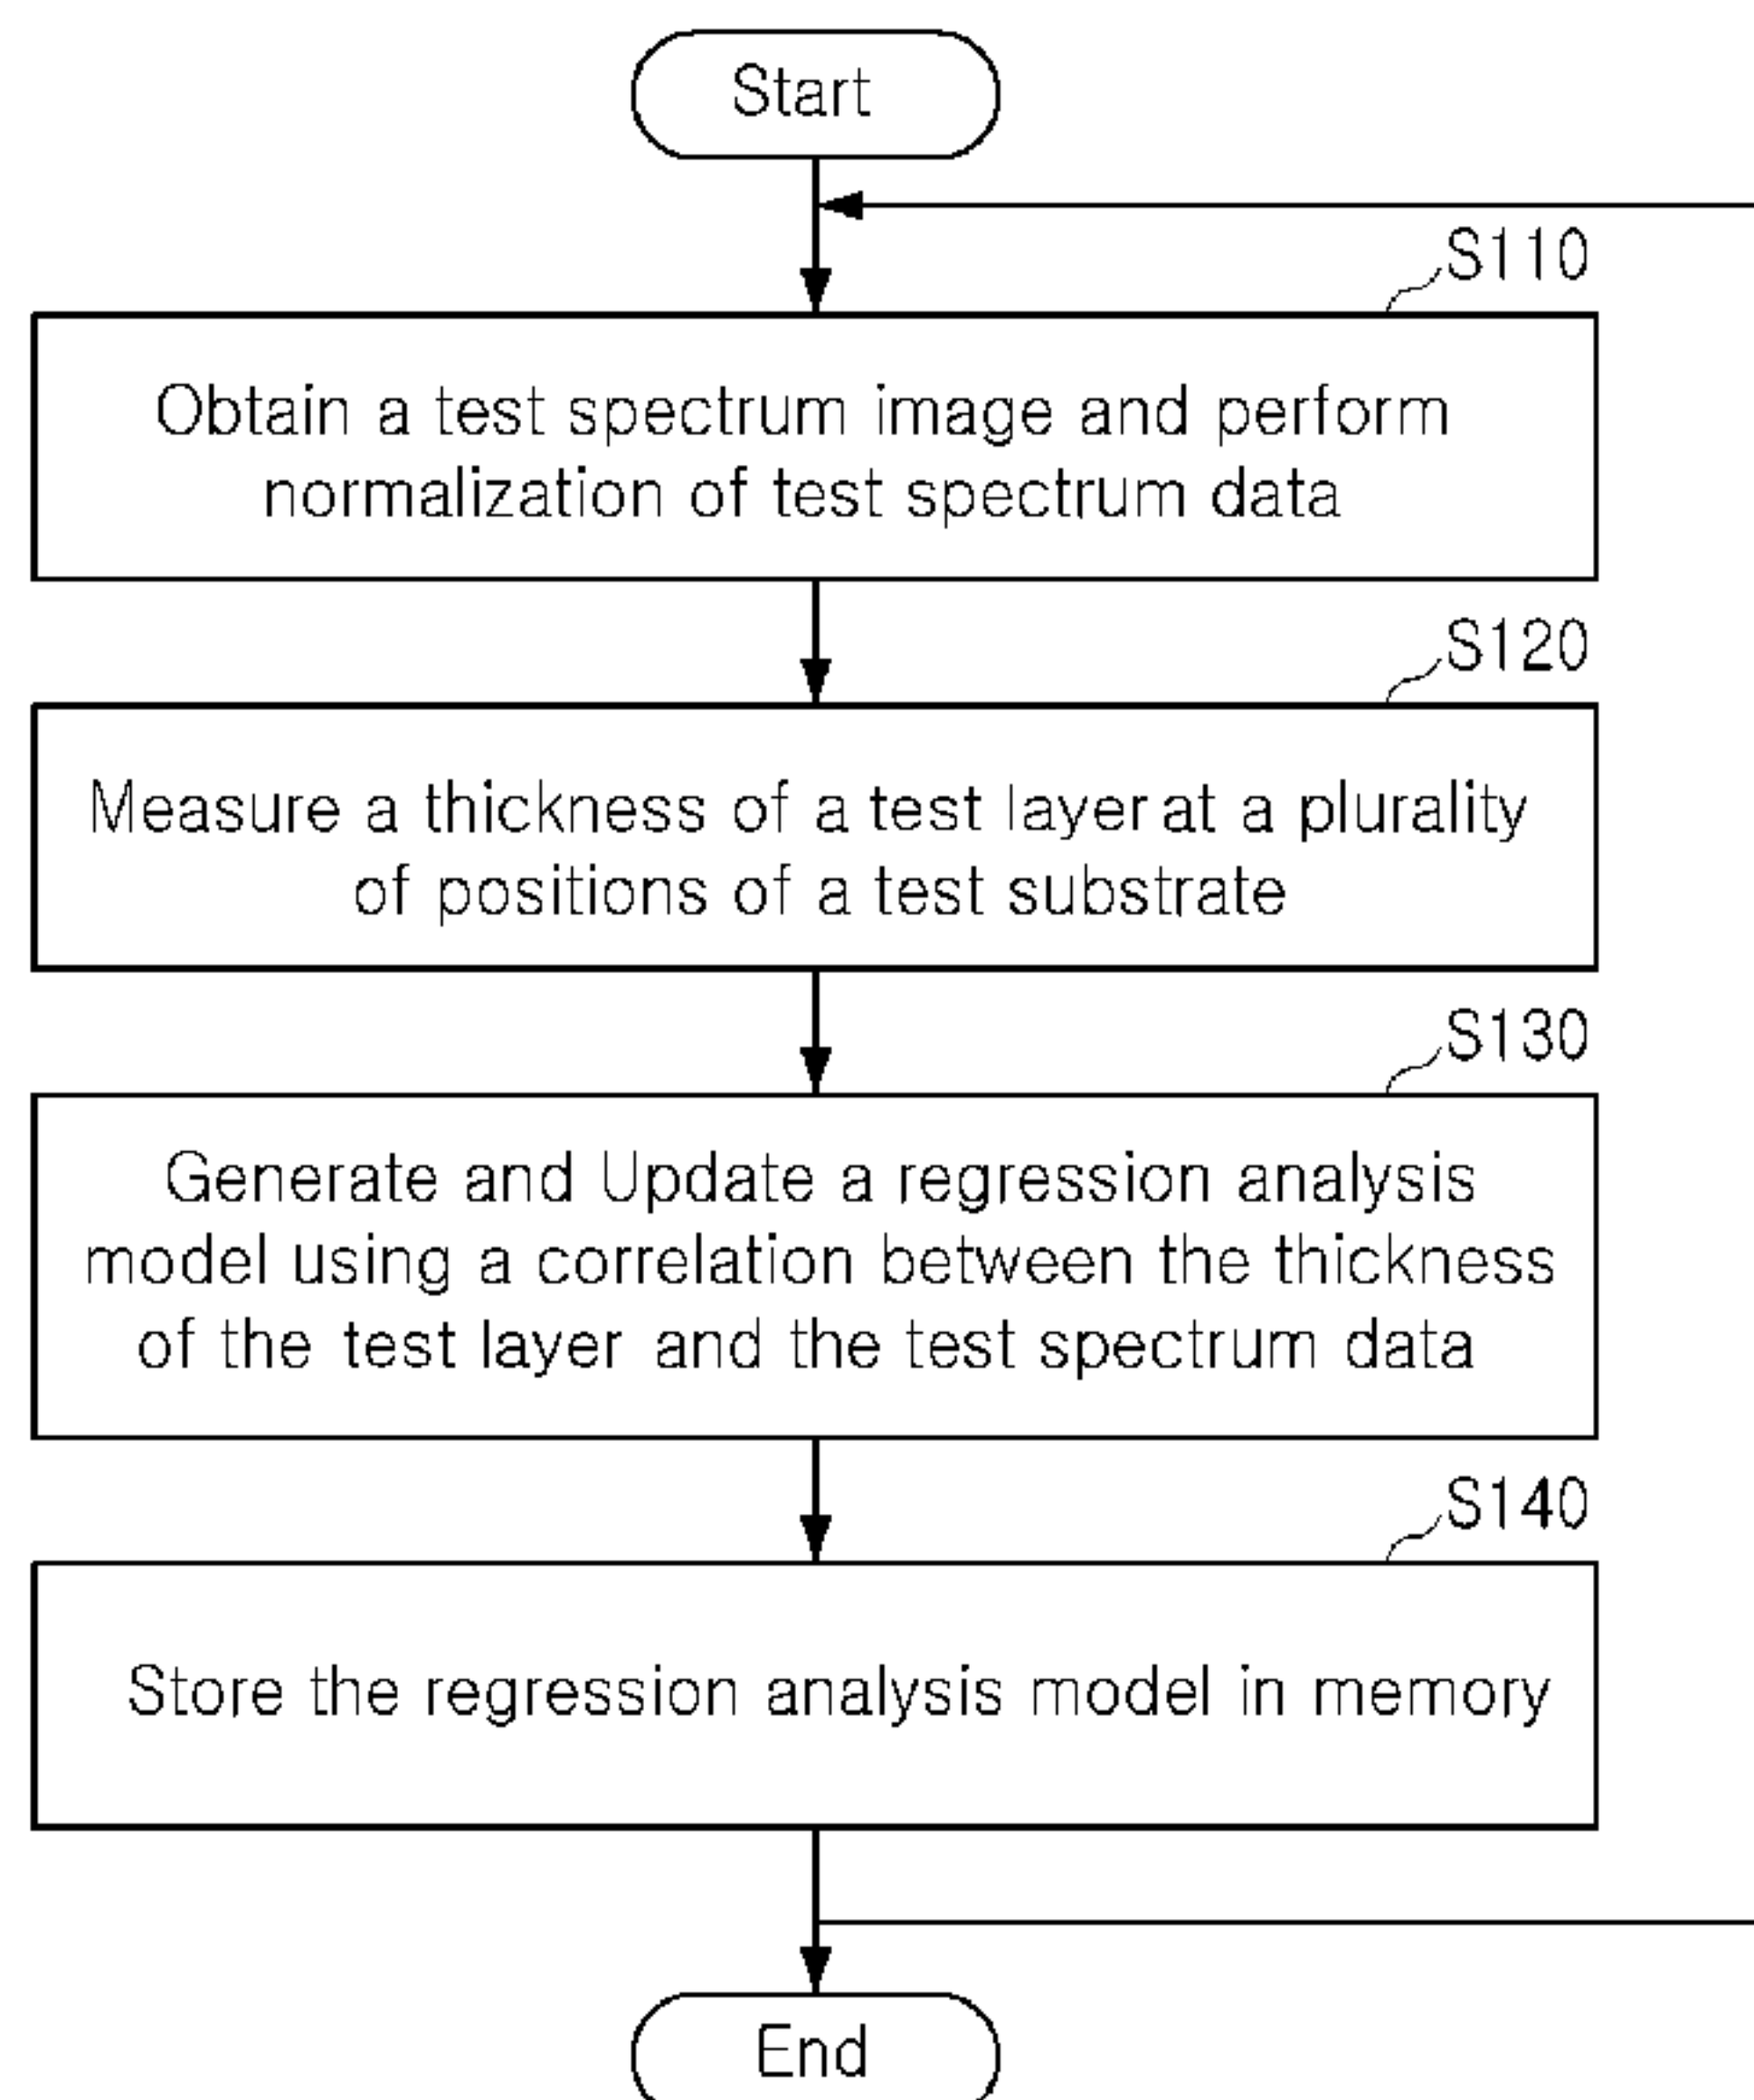 Start
S110
Obtain a test spectrum image and perform
normalization of test spectrum data
S120
Measure a thickness of a test layer at a plurality
of positions of a test substrate
S130
Generate and Update a regression analysis
model using a correlation between the thickness
of the test layer and the test spectrum data
S140
Store the regression analysis model in memory
End